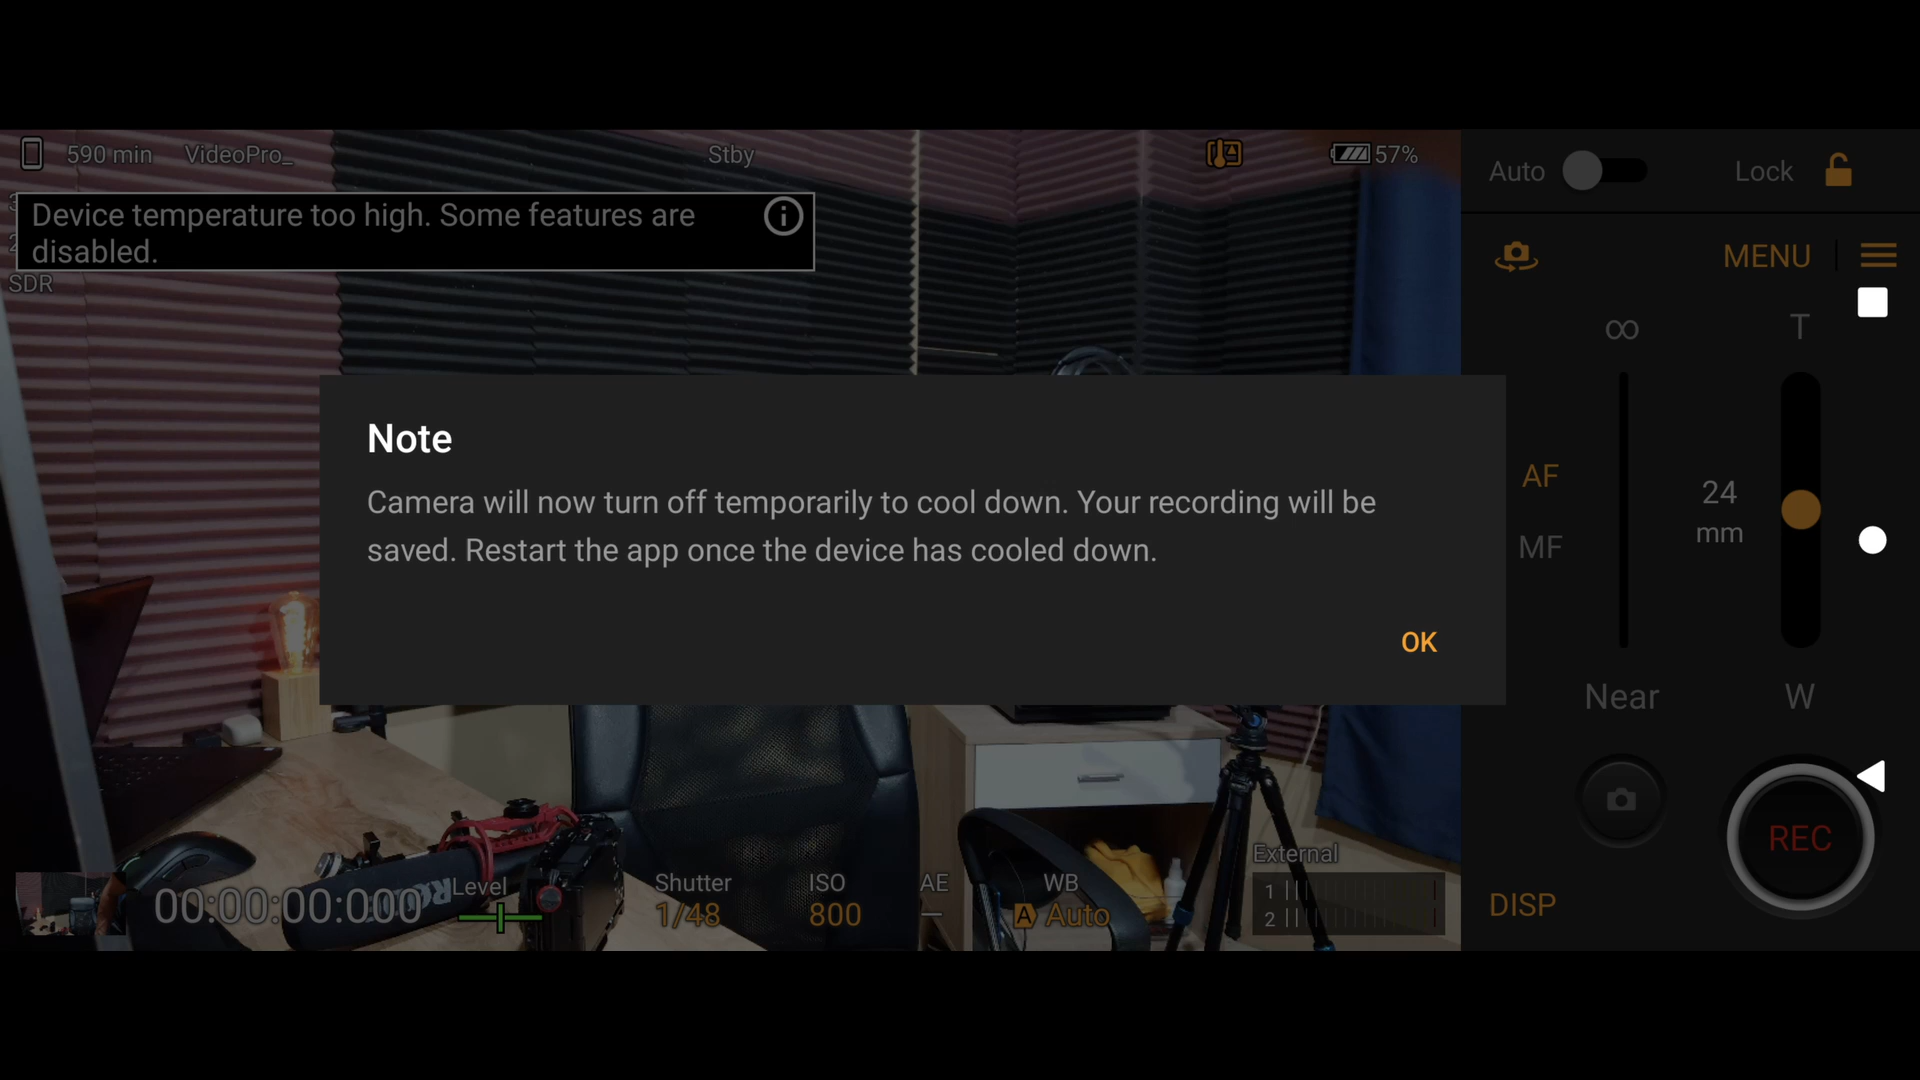 590 min VideoPro_ Stby 57%
Auto Lock
Device temperature too high. Some features are
disabled.
SDR
MENU
∞ T
Note
Camera will now turn off temporarily to cool down. Your recording will be
saved. Restart the app once the device has cooled down.
OK
AF
MF
24
mm
Near W
REC
External
1
2
00:00:00:000
Level
Shutter
1/48
ISO
800
AE
—
WB
A Auto
DISP